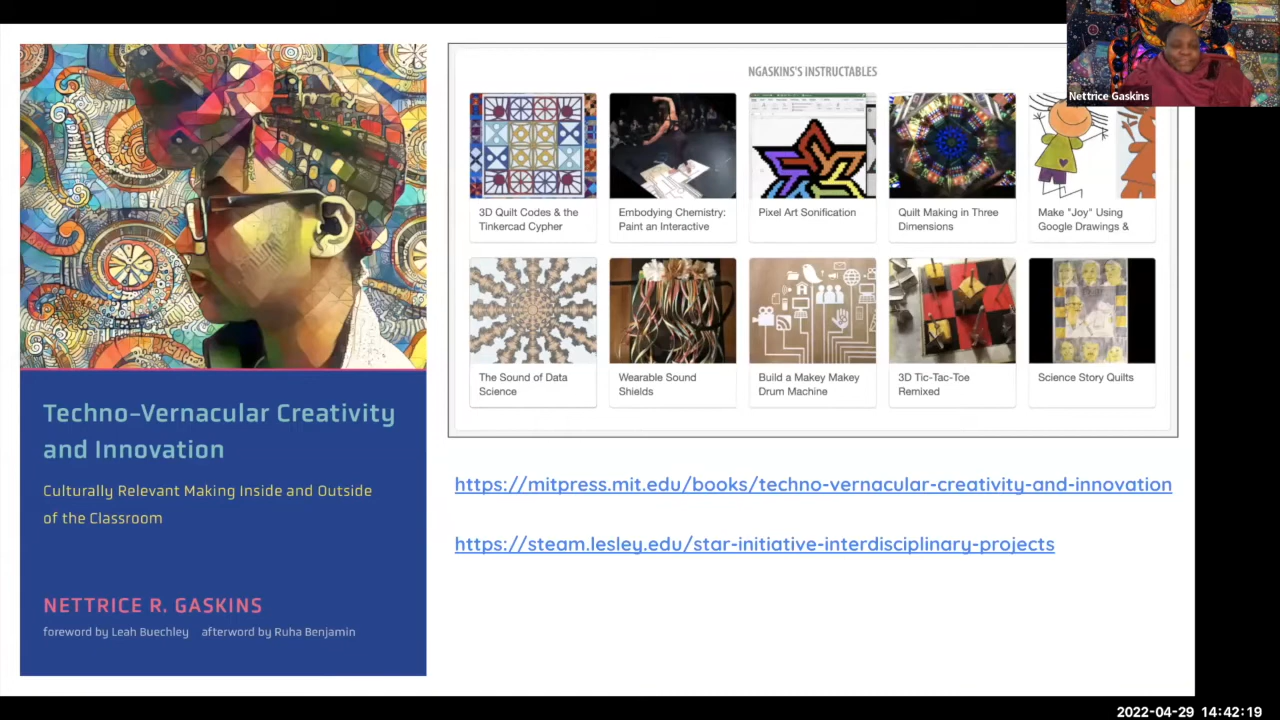 Techno-Vernacular Creativity
and Innovation
Culturally Relevant Making Inside and Outside
of the Classroom
NETTRICE R. GASKINS
foreword by Leah Buechley afterword by Ruha Benjamin
NGASKINS'S INSTRUCTABLES
3D Quilt Codes & the
Tinkercad Cypher
Embodying Chemistry:
Paint an Interactive
Pixel Art Sonification
Quilt Making in Three
Dimensions
Make "Joy" Using
Google Drawings &
The Sound of Data
Science
Wearable Sound
Shields
Build a Makey Makey
Drum Machine
3D Tic-Tac-Toe
Remixed
Science Story Quilts
https://mitpress.mit.edu/books/techno-vernacular-creativity-and-innovation
https://steam.lesley.edu/star-initiative-interdisciplinary-projects
Nettrice Gaskins
2022-04-29 14:42:19